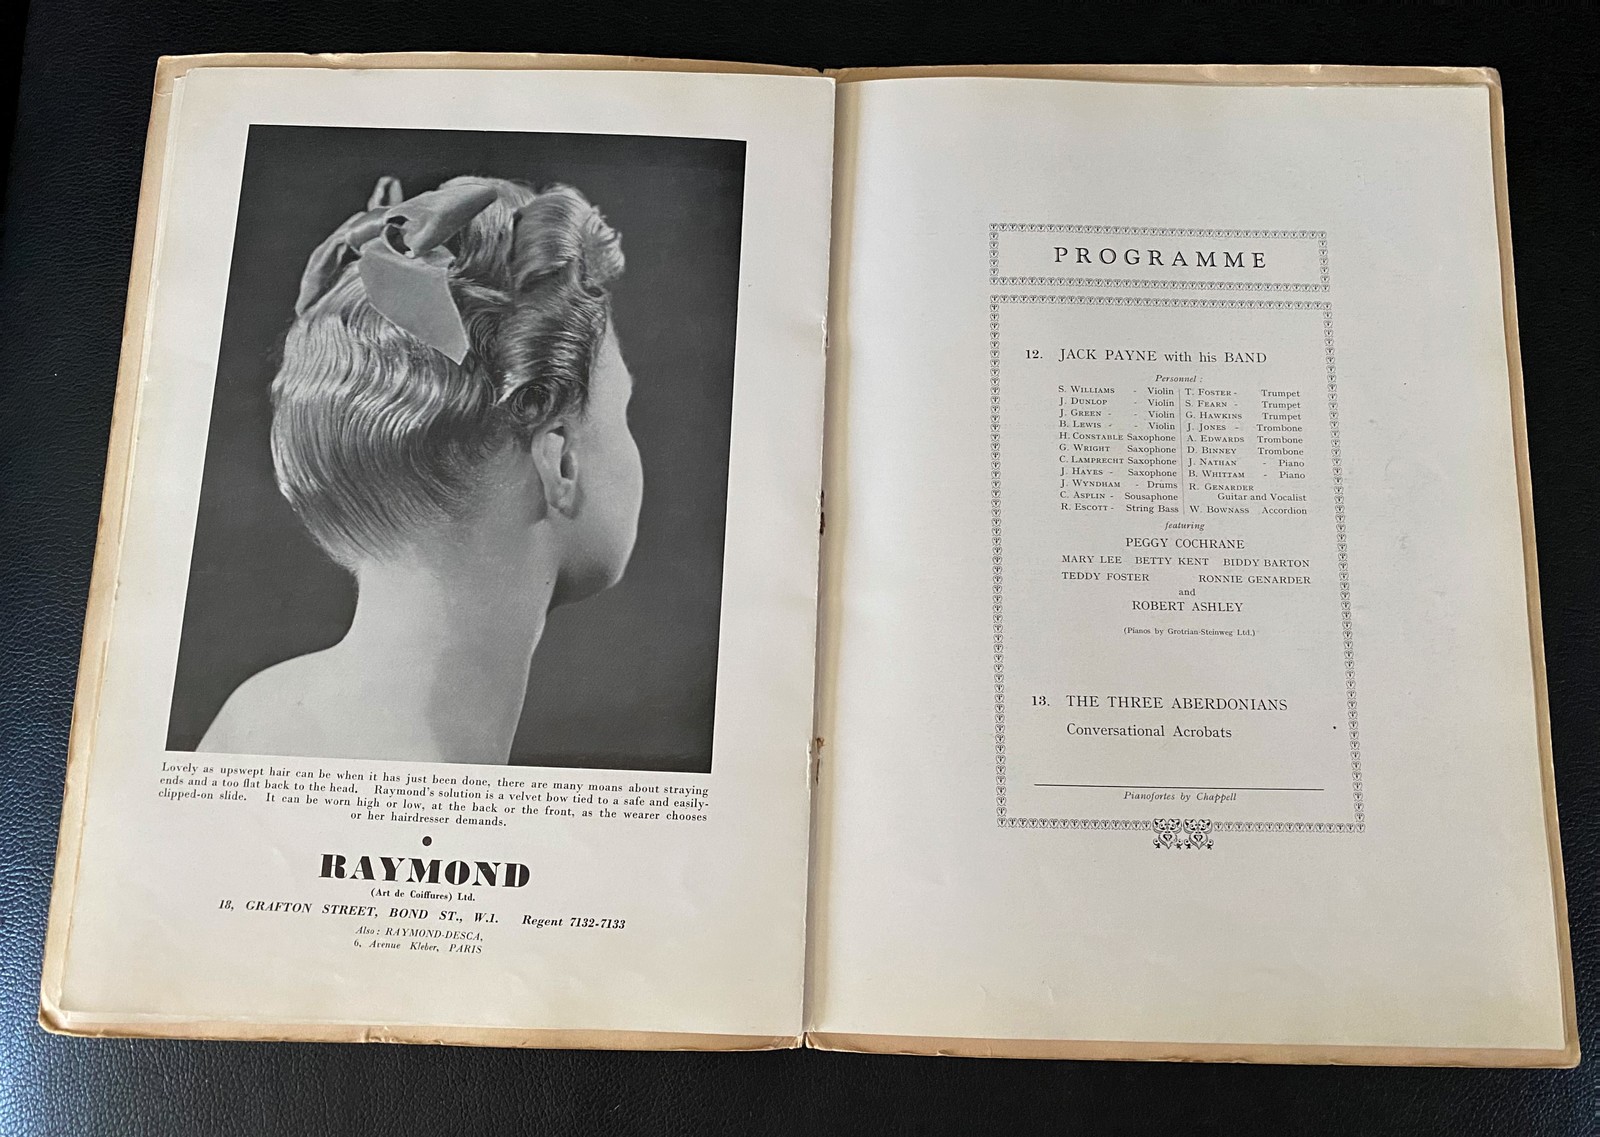 Lovely as upswept hair can be when it has just been done, there are many moans about straying
ends and a too flat back to the head. Raymond's solution is a velvet bow tied to a safe and easily-
clipped-on slide. It can be worn high or low, at the back or the front, as the wearer chooses
or her hairdresser demands.
RAYMOND
(Art de Coiffures) Ltd.
18, GRAFTON STREET, BOND ST., W.1. Regent 7132-7133
Also: RAYMOND-DESCA,
6, Avenue Kleber, PARIS
PROGRAMME
12. JACK PAYNE with his BAND
Personnel:
S. WILLIAMS - Violin
J. DUNLOP - Violin
J. GREEN - - Violin
B. LEWIS - - Violin
H. CONSTABLE Saxophone
G. WRIGHT Saxophone
C. LAMPRECHT Saxophone
J. HAYES - Saxophone
J. WYNDHAM - Drums
C. ASPLIN - Sousaphone
R. ESCOTT - String Bass
T. FOSTER - Trumpet
S. FEARN - Trumpet
G. HAWKINS Trumpet
J. JONES - Trombone
A. EDWARDS Trombone
D. BINNEY Trombone
J. NATHAN - Piano
B. WHITTAM - Piano
R. GENARDER
Guitar and Vocalist
W. BOWNASS Accordion
featuring
PEGGY COCHRANE
MARY LEE BETTY KENT BIDDY BARTON
TEDDY FOSTER RONNIE GENARDER
and
ROBERT ASHLEY
(Pianos by Grotrian-Steinweg Ltd.)
13. THE THREE ABERDONIANS
Conversational Acrobats
Pianofortes by Chappell